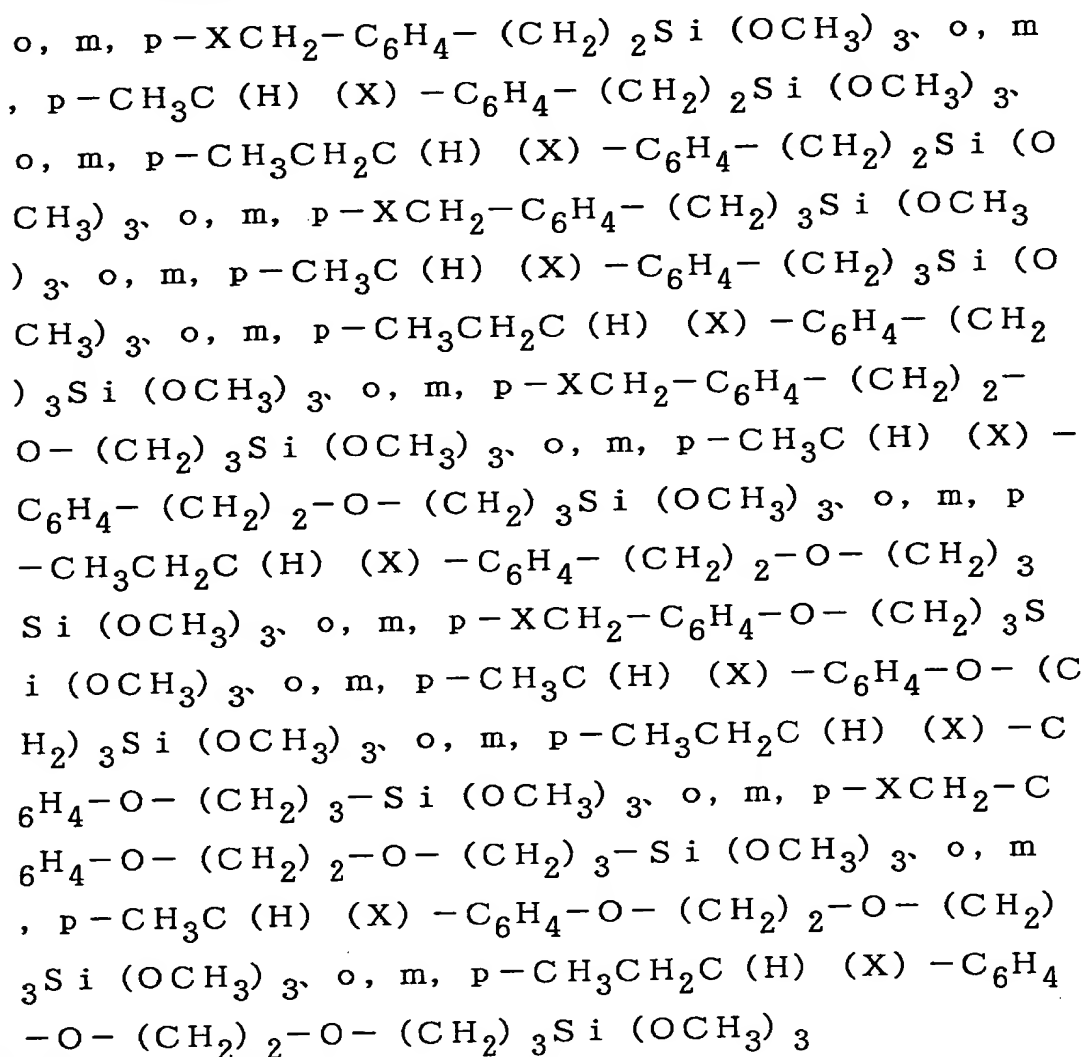 o, m, p－XCH₂－C₆H₄－ (CH₂) ₂Si (OCH₃) ₃、 o, m
, p－CH₃C (H) (X) －C₆H₄－ (CH₂) ₂Si (OCH₃) ₃、
o, m, p－CH₃CH₂C (H) (X) －C₆H₄－ (CH₂) ₂Si (O
CH₃) ₃、 o, m, p－XCH₂－C₆H₄－ (CH₂) ₃Si (OCH₃
) ₃、 o, m, p－CH₃C (H) (X) －C₆H₄－ (CH₂) ₃Si (O
CH₃) ₃、 o, m, p－CH₃CH₂C (H) (X) －C₆H₄－ (CH₂
) ₃Si (OCH₃) ₃、 o, m, p－XCH₂－C₆H₄－ (CH₂) ₂－
O－ (CH₂) ₃Si (OCH₃) ₃、 o, m, p－CH₃C (H) (X) －
C₆H₄－ (CH₂) ₂－O－ (CH₂) ₃Si (OCH₃) ₃、 o, m, p
－CH₃CH₂C (H) (X) －C₆H₄－ (CH₂) ₂－O－ (CH₂) ₃
Si (OCH₃) ₃、 o, m, p－XCH₂－C₆H₄－O－ (CH₂) ₃S
i (OCH₃) ₃、 o, m, p－CH₃C (H) (X) －C₆H₄－O－ (C
H₂) ₃Si (OCH₃) ₃、 o, m, p－CH₃CH₂C (H) (X) －C
₆H₄－O－ (CH₂) ₃－Si (OCH₃) ₃、 o, m, p－XCH₂－C
₆H₄－O－ (CH₂) ₂－O－ (CH₂) ₃－Si (OCH₃) ₃、 o, m
, p－CH₃C (H) (X) －C₆H₄－O－ (CH₂) ₂－O－ (CH₂)
₃Si (OCH₃) ₃、 o, m, p－CH₃CH₂C (H) (X) －C₆H₄
－O－ (CH₂) ₂－O－ (CH₂) ₃Si (OCH₃) ₃